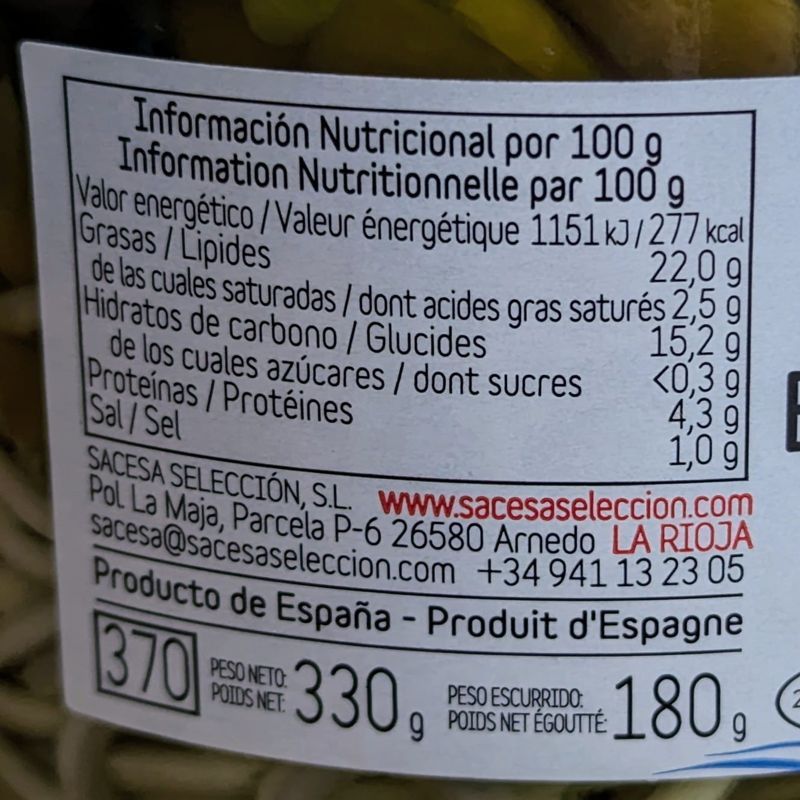 Información Nutricional por 100 g
Information Nutritionnelle par 100 g
Valor energético / Valeur énergétique 1151 kJ / 277 kcal
Grasas / Lipides 22,0 g
de las cuales saturadas / dont acides gras saturés 2,5 g
Hidratos de carbono / Glucides 15,2 g
de los cuales azúcares / dont sucres <0,3 g
Proteínas / Protéines 4,3 g
Sal / Sel 1,0 g
SACESA SELECCIÓN, S.L. www.sacesaseleccion.com
Pol. La Maja, Parcela P-6 26580 Arnedo LA RIOJA
sacesa@sacesaseleccion.com +34 941 13 23 05
Producto de España - Produit d'Espagne
370 PESO NETO: 330 g PESO ESCURRIDO: 180 g
POIDS NET: POIDS NET ÉGOUTTÉ: